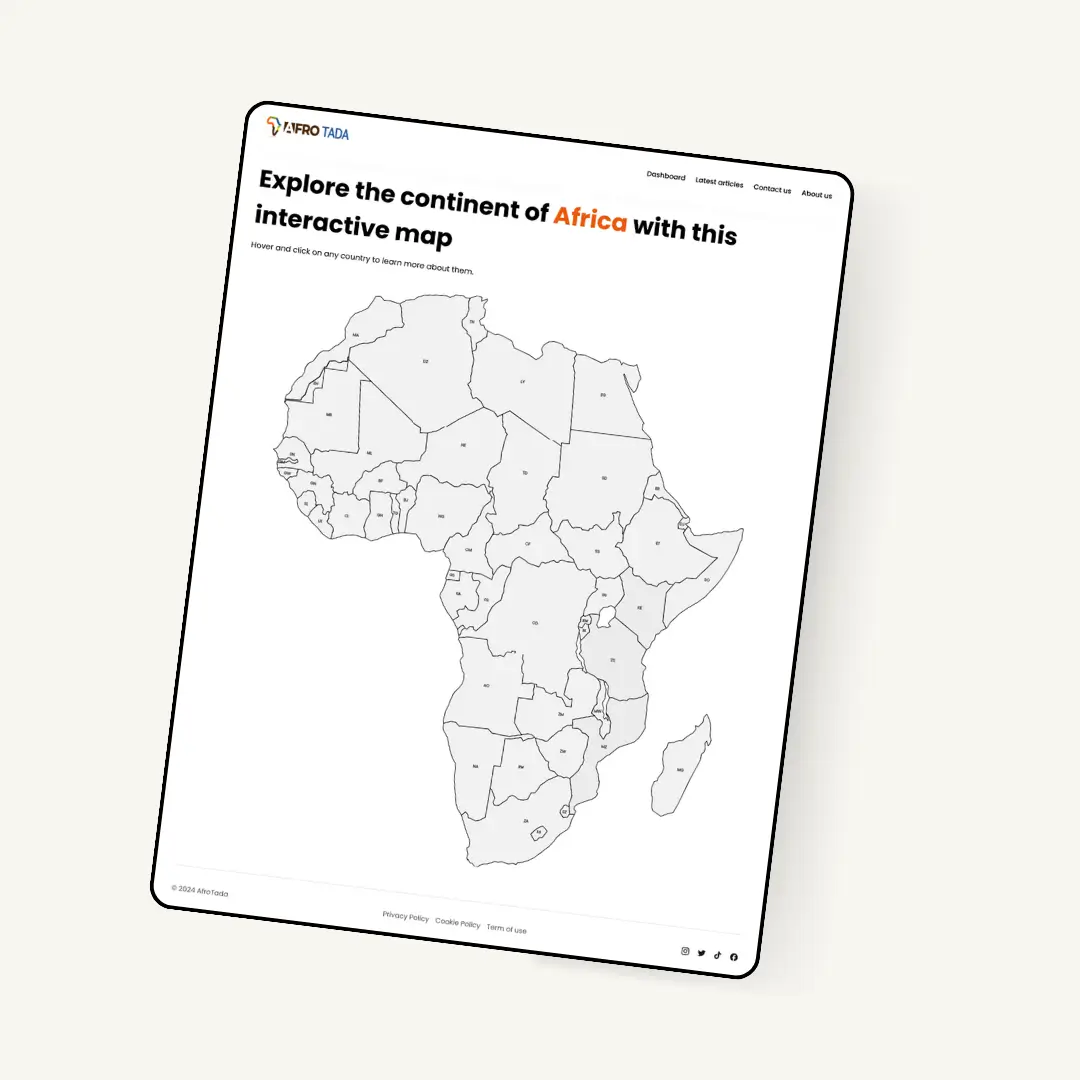 AFRO TADA
Dashboard Latest articles Contact us About us
Explore the continent of Africa with this
interactive map
Hover and click on any country to learn more about them.
MA
TN
DZ
LY
EG
EH
MR
ML
NE
TD
SD
ER
SN
GW
GN
BF
BJ
NG
SL
LR
CI
GH
CM
CF
SS
ET
SO
GQ
GA
CG
CD
UG
KE
RW
BI
TZ
AO
ZM
MW
MZ
NA
BW
ZW
MG
ZA
SZ
LS
© 2024 AfroTada
Privacy Policy Cookie Policy Term of use